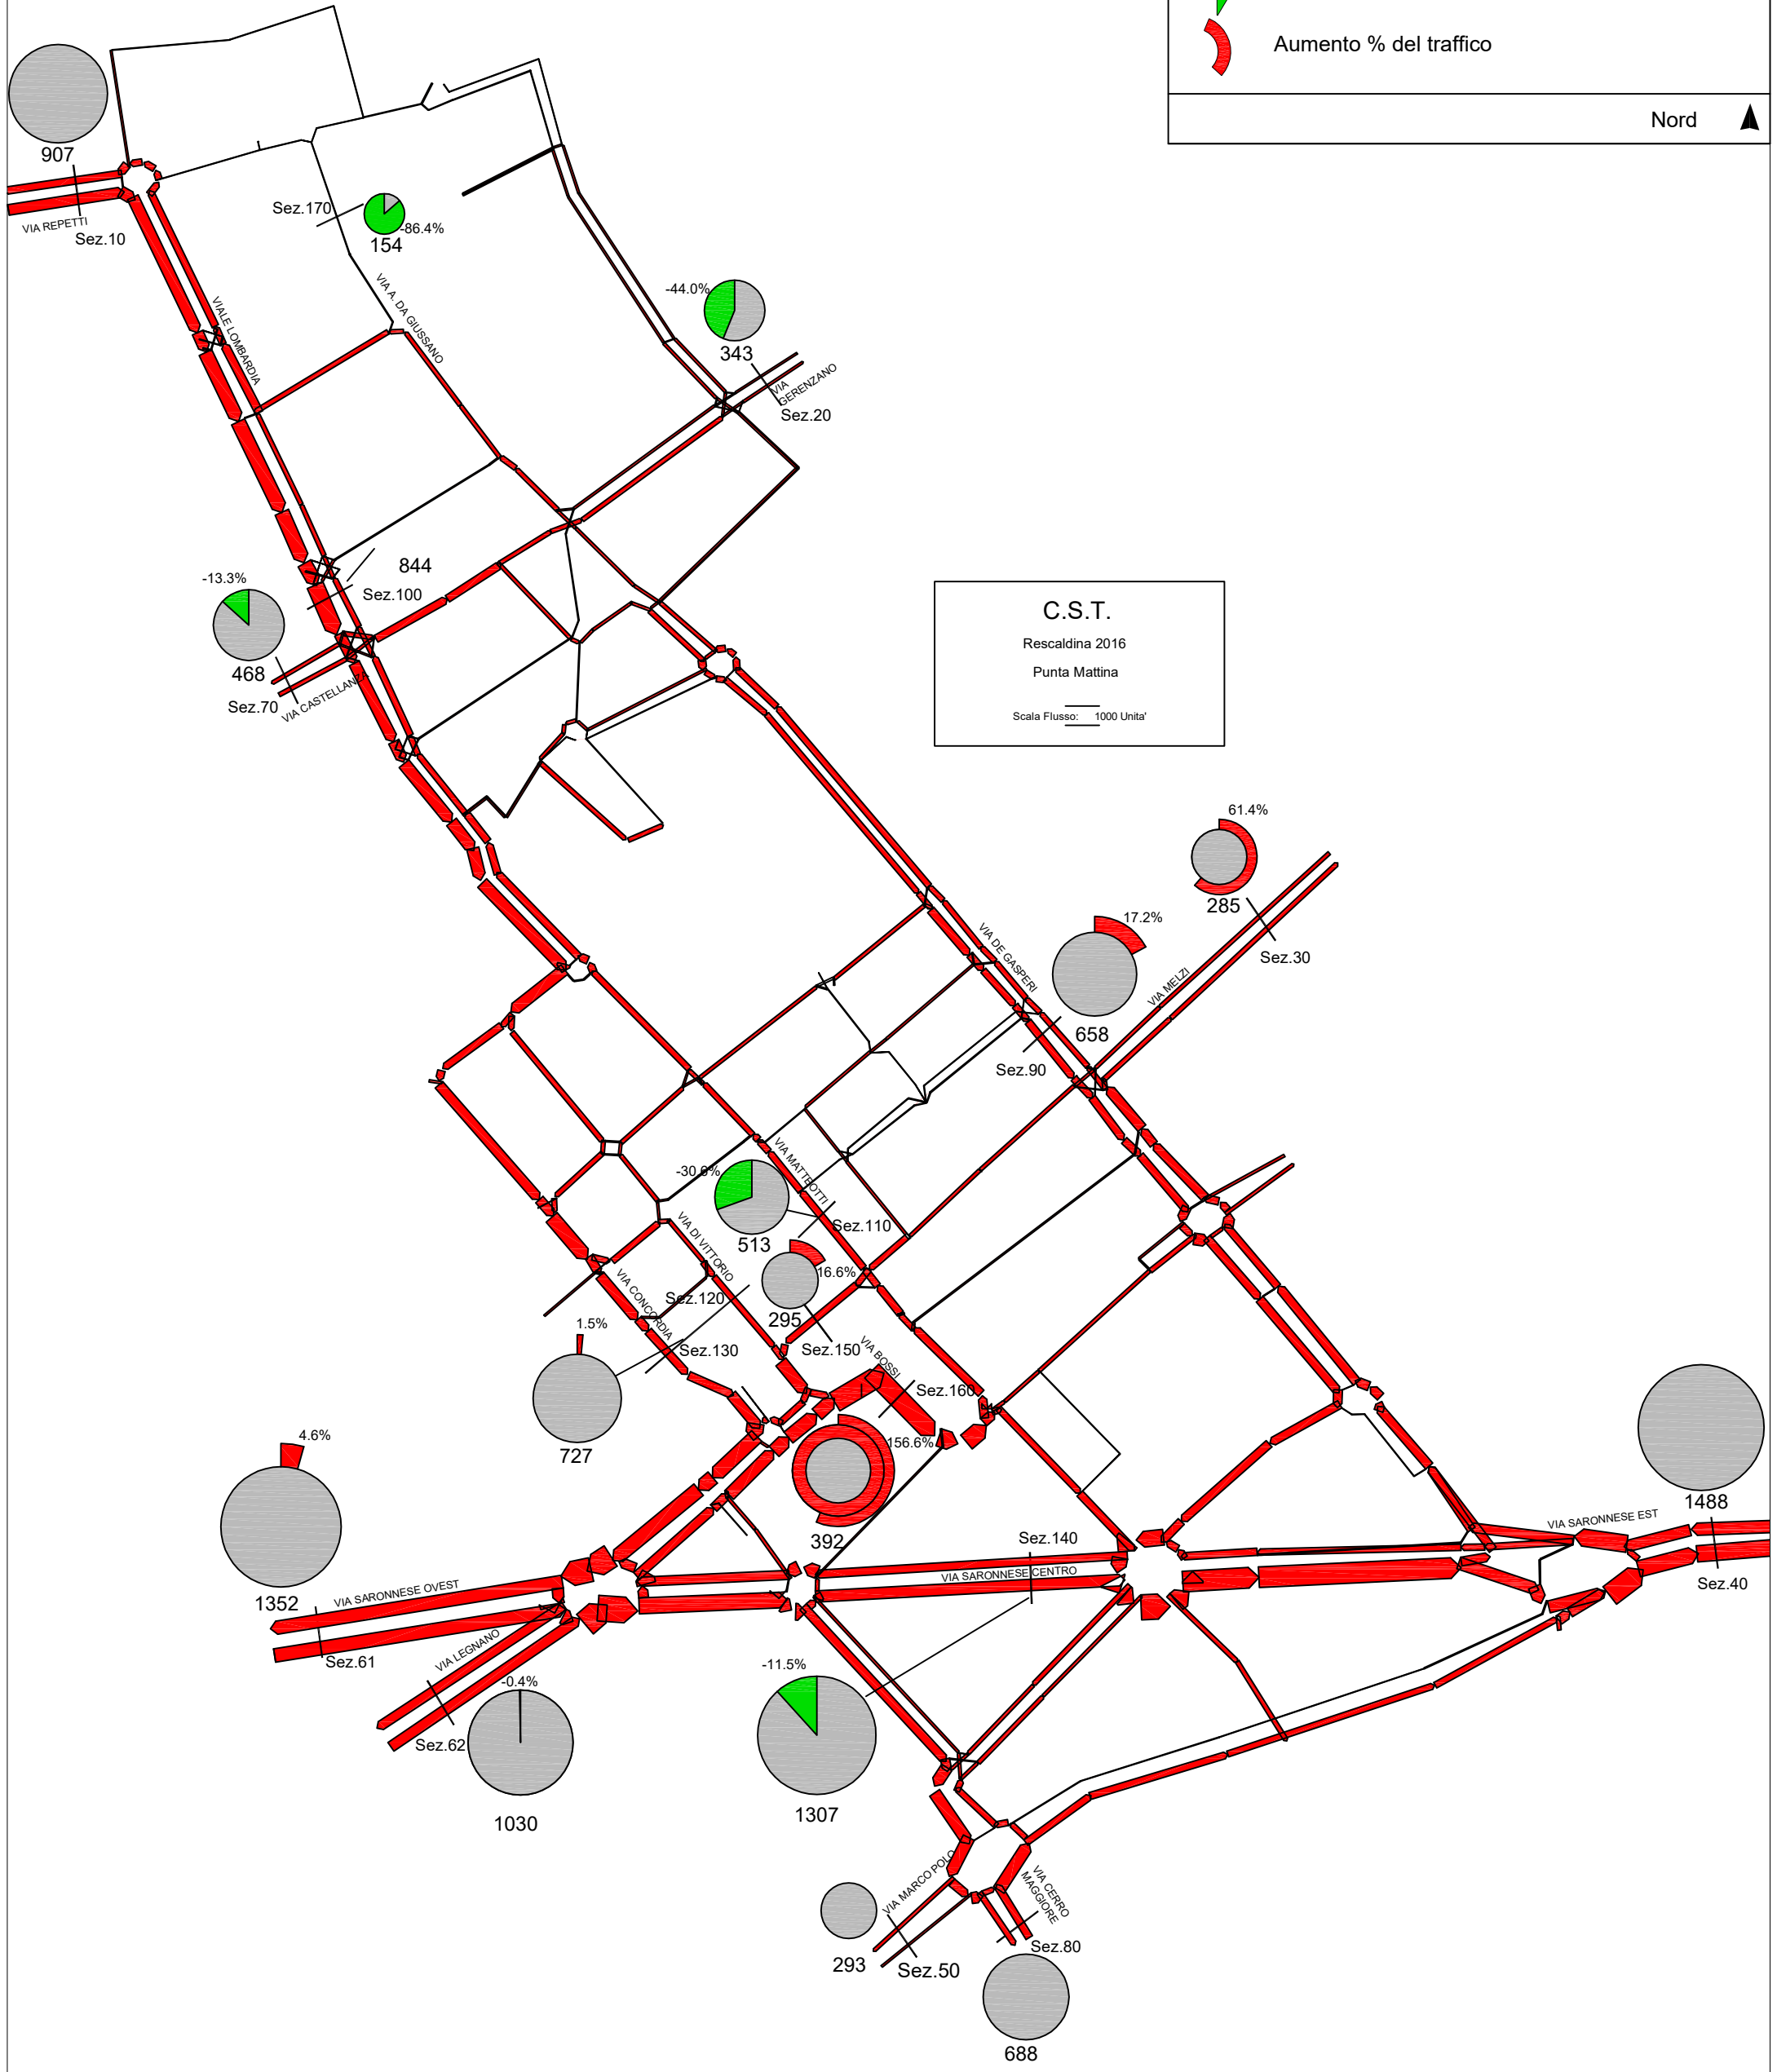 Aumento % del traffico
Nord
907
VIA REPETTI
Sez.10
Sez.170
-86.4%
154
VIA A. DA GIUSSANO
VIALE LOMBARDIA
-44.0%
343
VIA
GERENZANO
Sez.20
844
Sez.100
-13.3%
468
Sez.70
VIA CASTELLANZA
C.S.T.
Rescaldina 2016
Punta Mattina
Scala Flusso: 1000 Unita'
61.4%
285
Sez.30
17.2%
658
Sez.90
VIA DE GASPERI
VIA MELZI
VIA MATTEOTTI
513
Sez.110
VIA DI VITTORIO
16.6%
295
Sez.120
VIA CONCORDIA
1.5%
Sez.130
Sez.150
VIA BOSSI
Sez.160
727
156.6%
392
4.6%
1352
VIA SARONNESE OVEST
Sez.61
VIA LEGNANO
Sez.62
-0.4%
1030
Sez.140
VIA SARONNESE CENTRO
-11.5%
1307
1488
VIA SARONNESE EST
Sez.40
VIA MARCO POLO
293
Sez.50
VIA CERRO
MAGGIORE
Sez.80
688